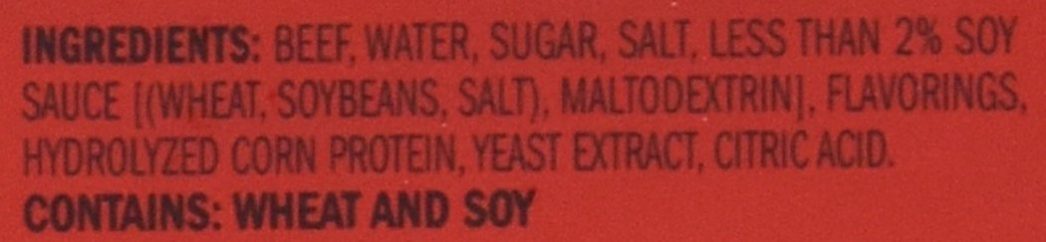 INGREDIENTS: BEEF, WATER, SUGAR, SALT, LESS THAN 2% SOY
SAUCE [(WHEAT, SOYBEANS, SALT), MALTODEXTRIN], FLAVORINGS,
HYDROLYZED CORN PROTEIN, YEAST EXTRACT, CITRIC ACID.
CONTAINS: WHEAT AND SOY